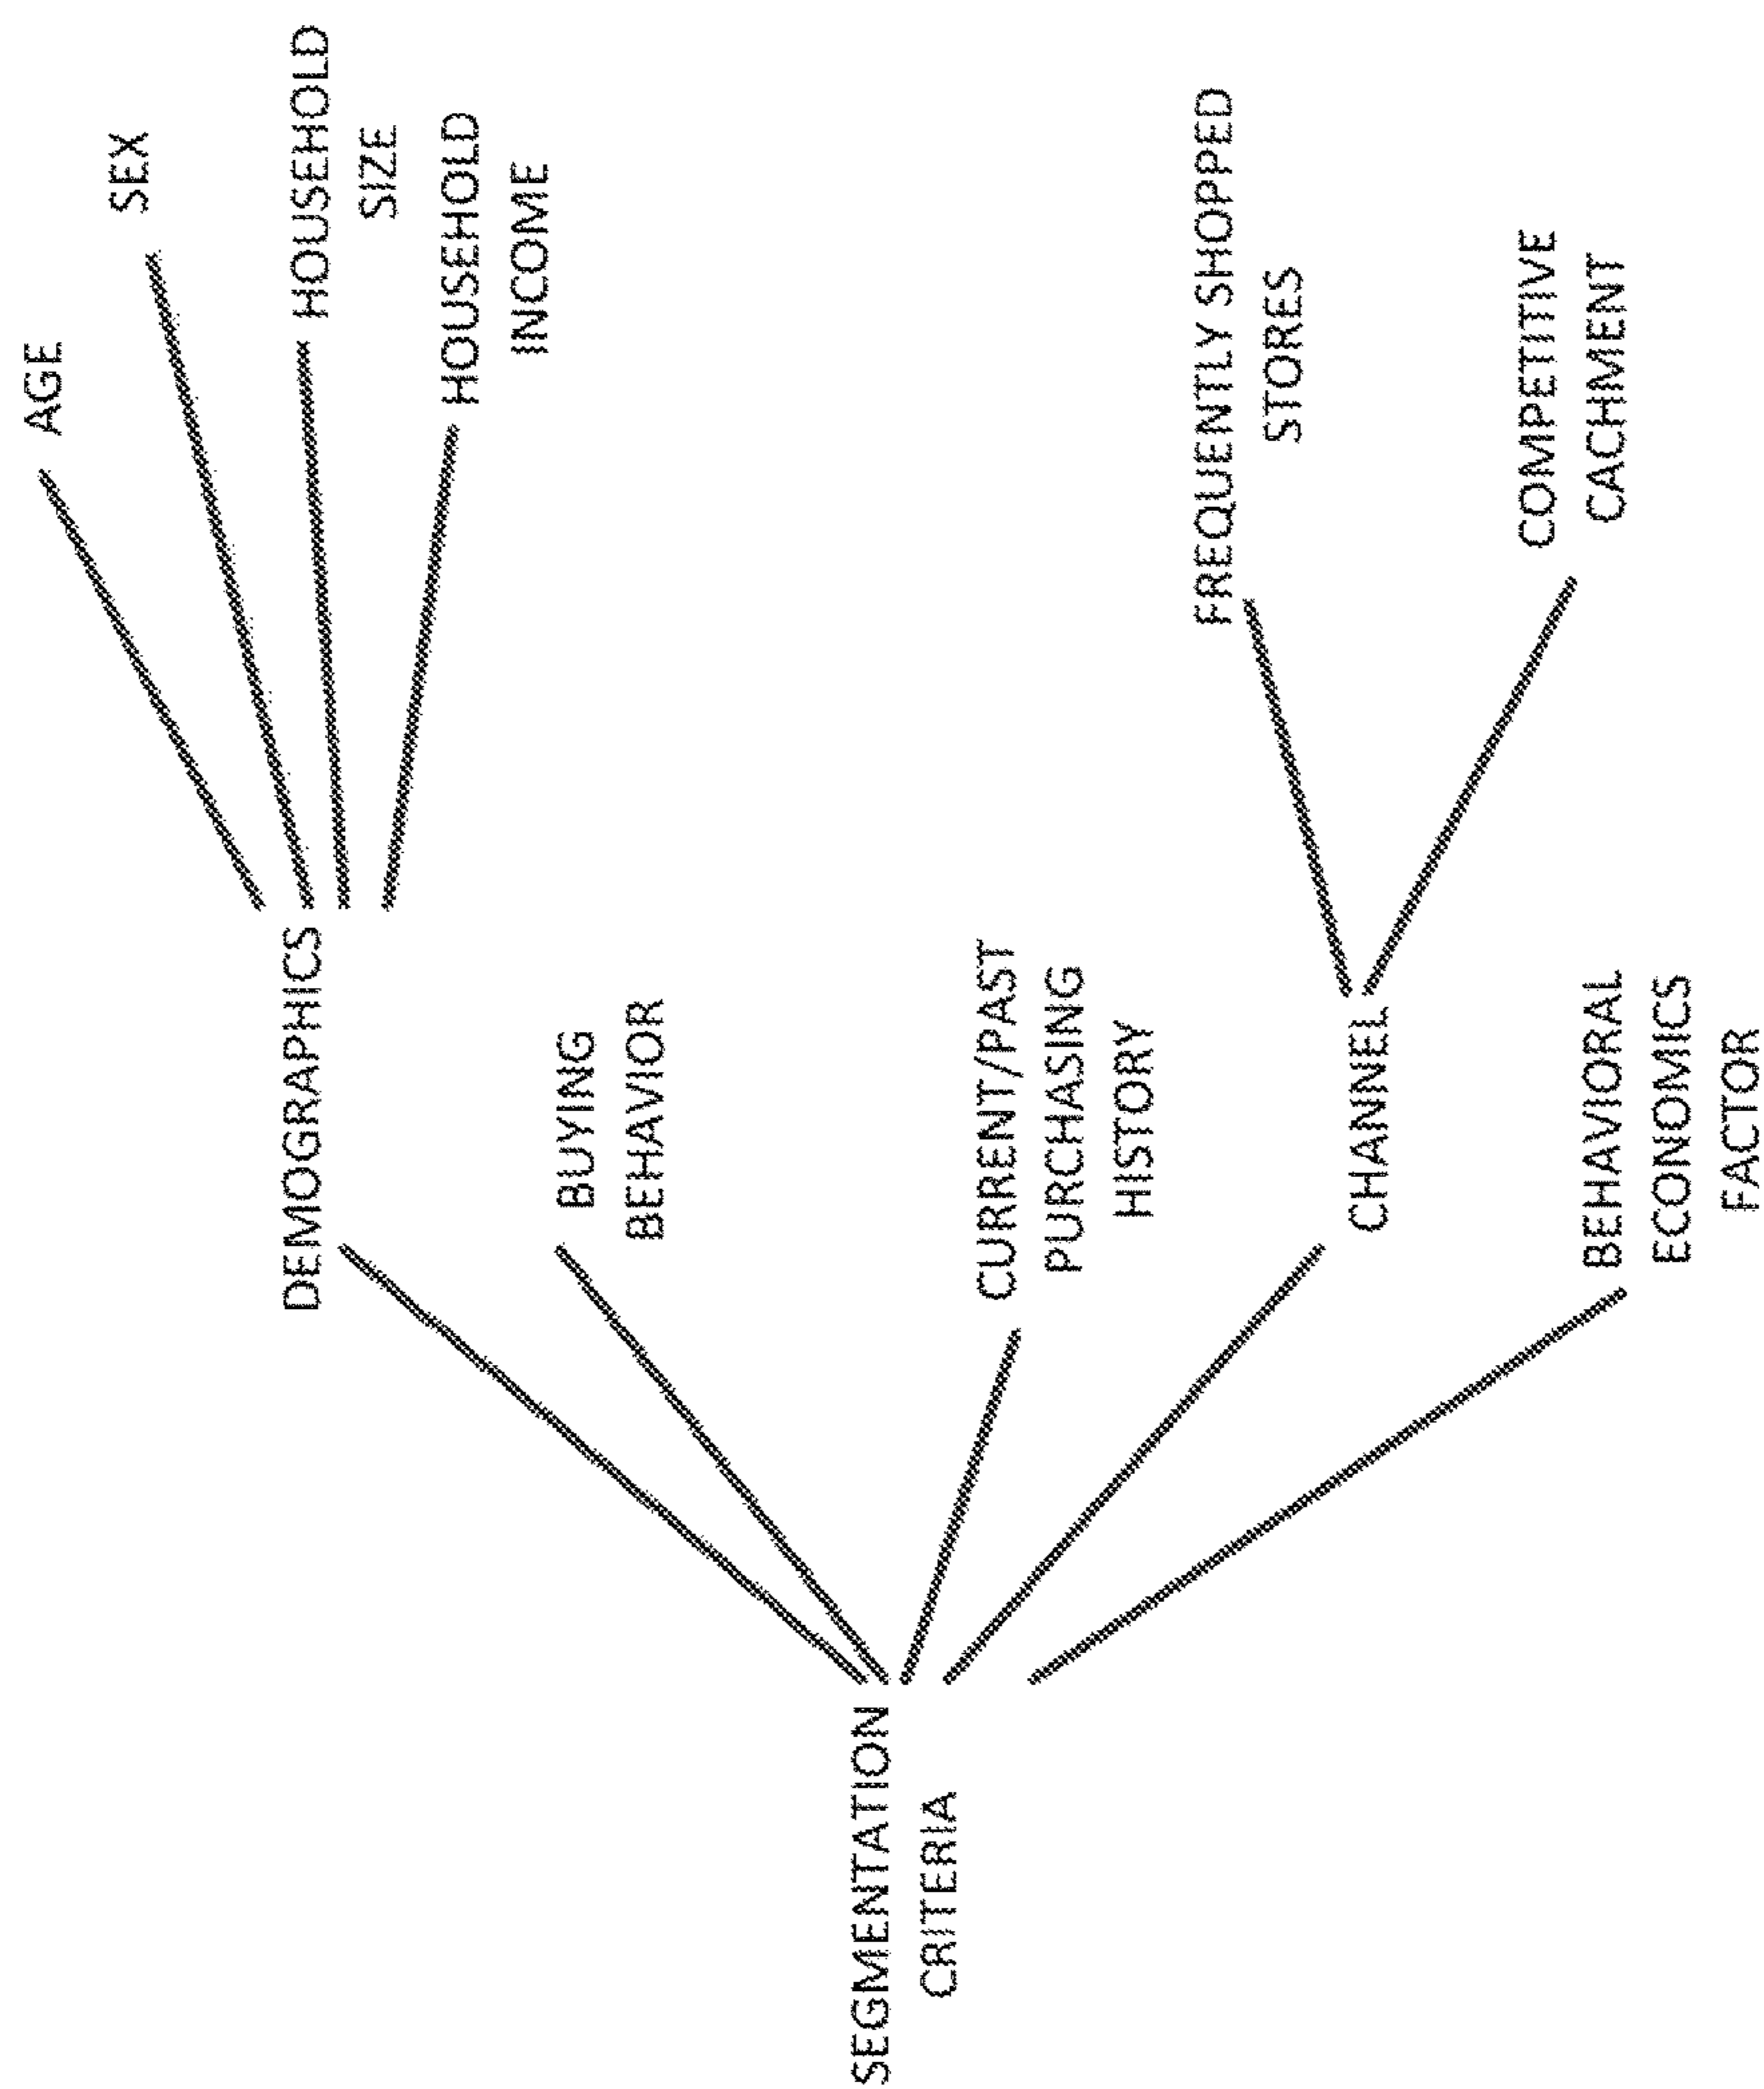 SEGMENTATION
CRITERIA
DEMOGRAPHICS
AGE
SEX
HOUSEHOLD
SIZE
HOUSEHOLD
INCOME
BUYING
BEHAVIOR
CURRENT/PAST
PURCHASING
HISTORY
CHANNEL
FREQUENTLY SHOPPED
STORES
COMPETITIVE
CACHMENT
BEHAVIORAL
ECONOMICS
FACTOR